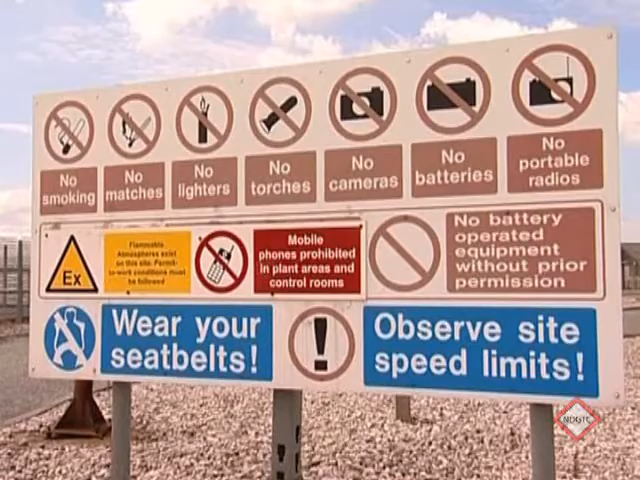 No smoking
No matches
No lighters
No torches
No cameras
No batteries
No portable radios
Ex
Flammable
Atmospheres exist
on this site. Permit-
to-work conditions must
be followed
Mobile
phones prohibited
in plant areas and
control rooms
No battery
operated
equipment
without prior
permission
Wear your
seatbelts!
!
Observe site
speed limits!